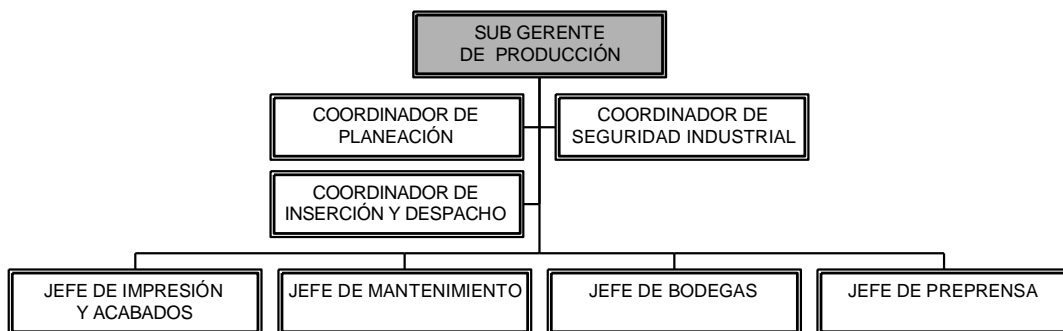 SUB GERENTE
DE PRODUCCIÓN
COORDINADOR DE
PLANEACIÓN
COORDINADOR DE
SEGURIDAD INDUSTRIAL
COORDINADOR DE
INSERCIÓN Y DESPACHO
JEFE DE IMPRESIÓN
Y ACABADOS
JEFE DE MANTENIMIENTO
JEFE DE BODEGAS
JEFE DE PREPRENSA